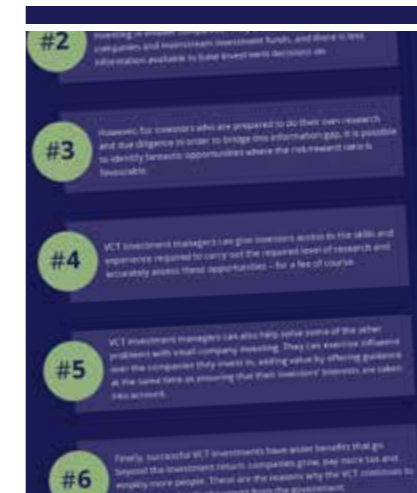 #2
companies and mainstream investment funds, and there is less
information available to base investment decisions on.
#3
However, for investors who are prepared to do their own research
and due diligence in order to bridge this information gap, it is possible
to identify fantastic opportunities where the risk/reward ratio is
favourable.
#4
VCT investment managers can give investors access to the skills and
experience required to carry out the required level of research and
accurately assess these opportunities – for a fee of course.
#5
VCT investment managers can also help solve some of the other
problems with small company investing. They can exercise influence
over the companies they invest in, adding value by offering guidance
at the same time as ensuring that their investors' interests are taken
into account.
#6
Finally, successful VCT investments have wider benefits that go
beyond the investment return: companies grow, pay more tax and
employ more people. These are the reasons why the VCT continues to
from the government.